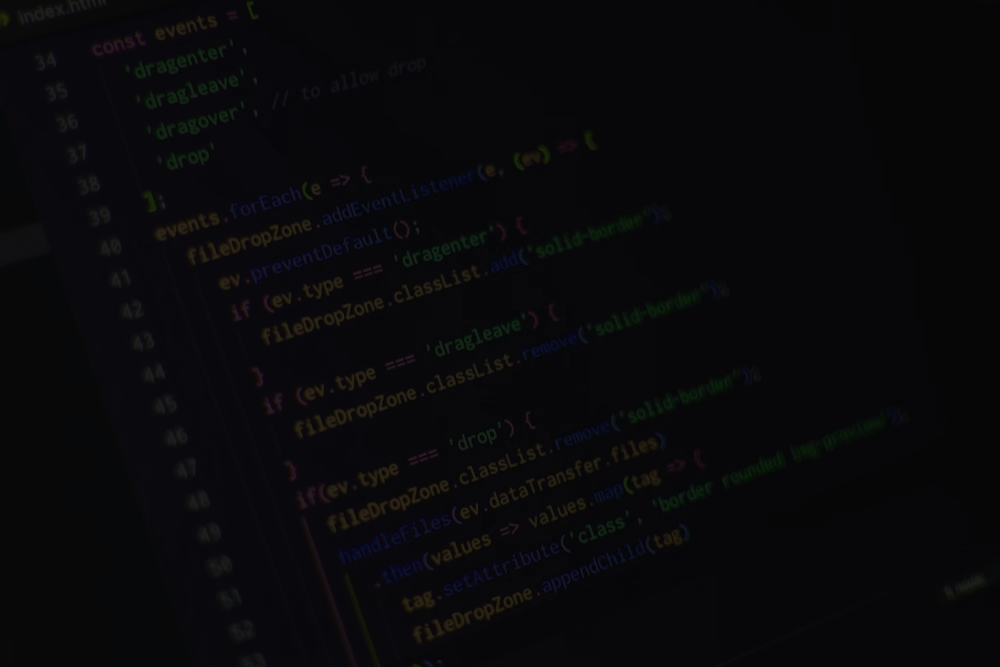 index.html
34 const events = [
35 'dragenter',
36 'dragleave',
37 'dragover', // to allow drop
38 'drop'
39 ];
40 events.forEach(e => {
41 fileDropZone.addEventListener(e, (ev) => {
42 ev.preventDefault();
43 if (ev.type === 'dragenter') {
44 fileDropZone.classList.add('solid-border');
45 }
46 if (ev.type === 'dragleave') {
47 fileDropZone.classList.remove('solid-border');
48 }
49 if(ev.type === 'drop') {
50 fileDropZone.classList.remove('solid-border');
51 handleFiles(ev.dataTransfer.files)
52 .then(values => values.map(tag => {
53 tag.setAttribute('class', 'border rounded img-preview');
fileDropZone.appendChild(tag)